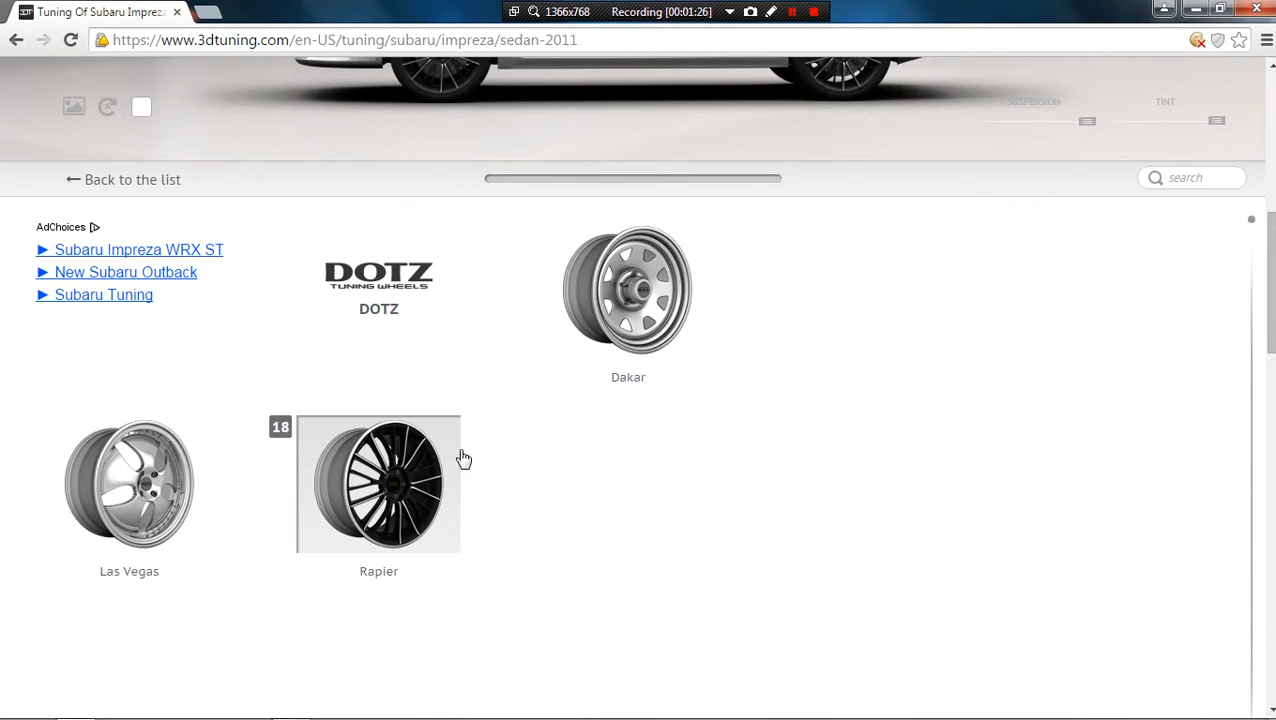 Tuning Of Subaru Impreza
1366x768
Recording [00:01:26]
https://www.3dtuning.com/en-US/tuning/subaru/impreza/sedan-2011
SUSPENSION
TINT
Back to the list
search
AdChoices
Subaru Impreza WRX ST
New Subaru Outback
Subaru Tuning
DOTZ
TUNING WHEELS
DOTZ
Dakar
18
Las Vegas
Rapier